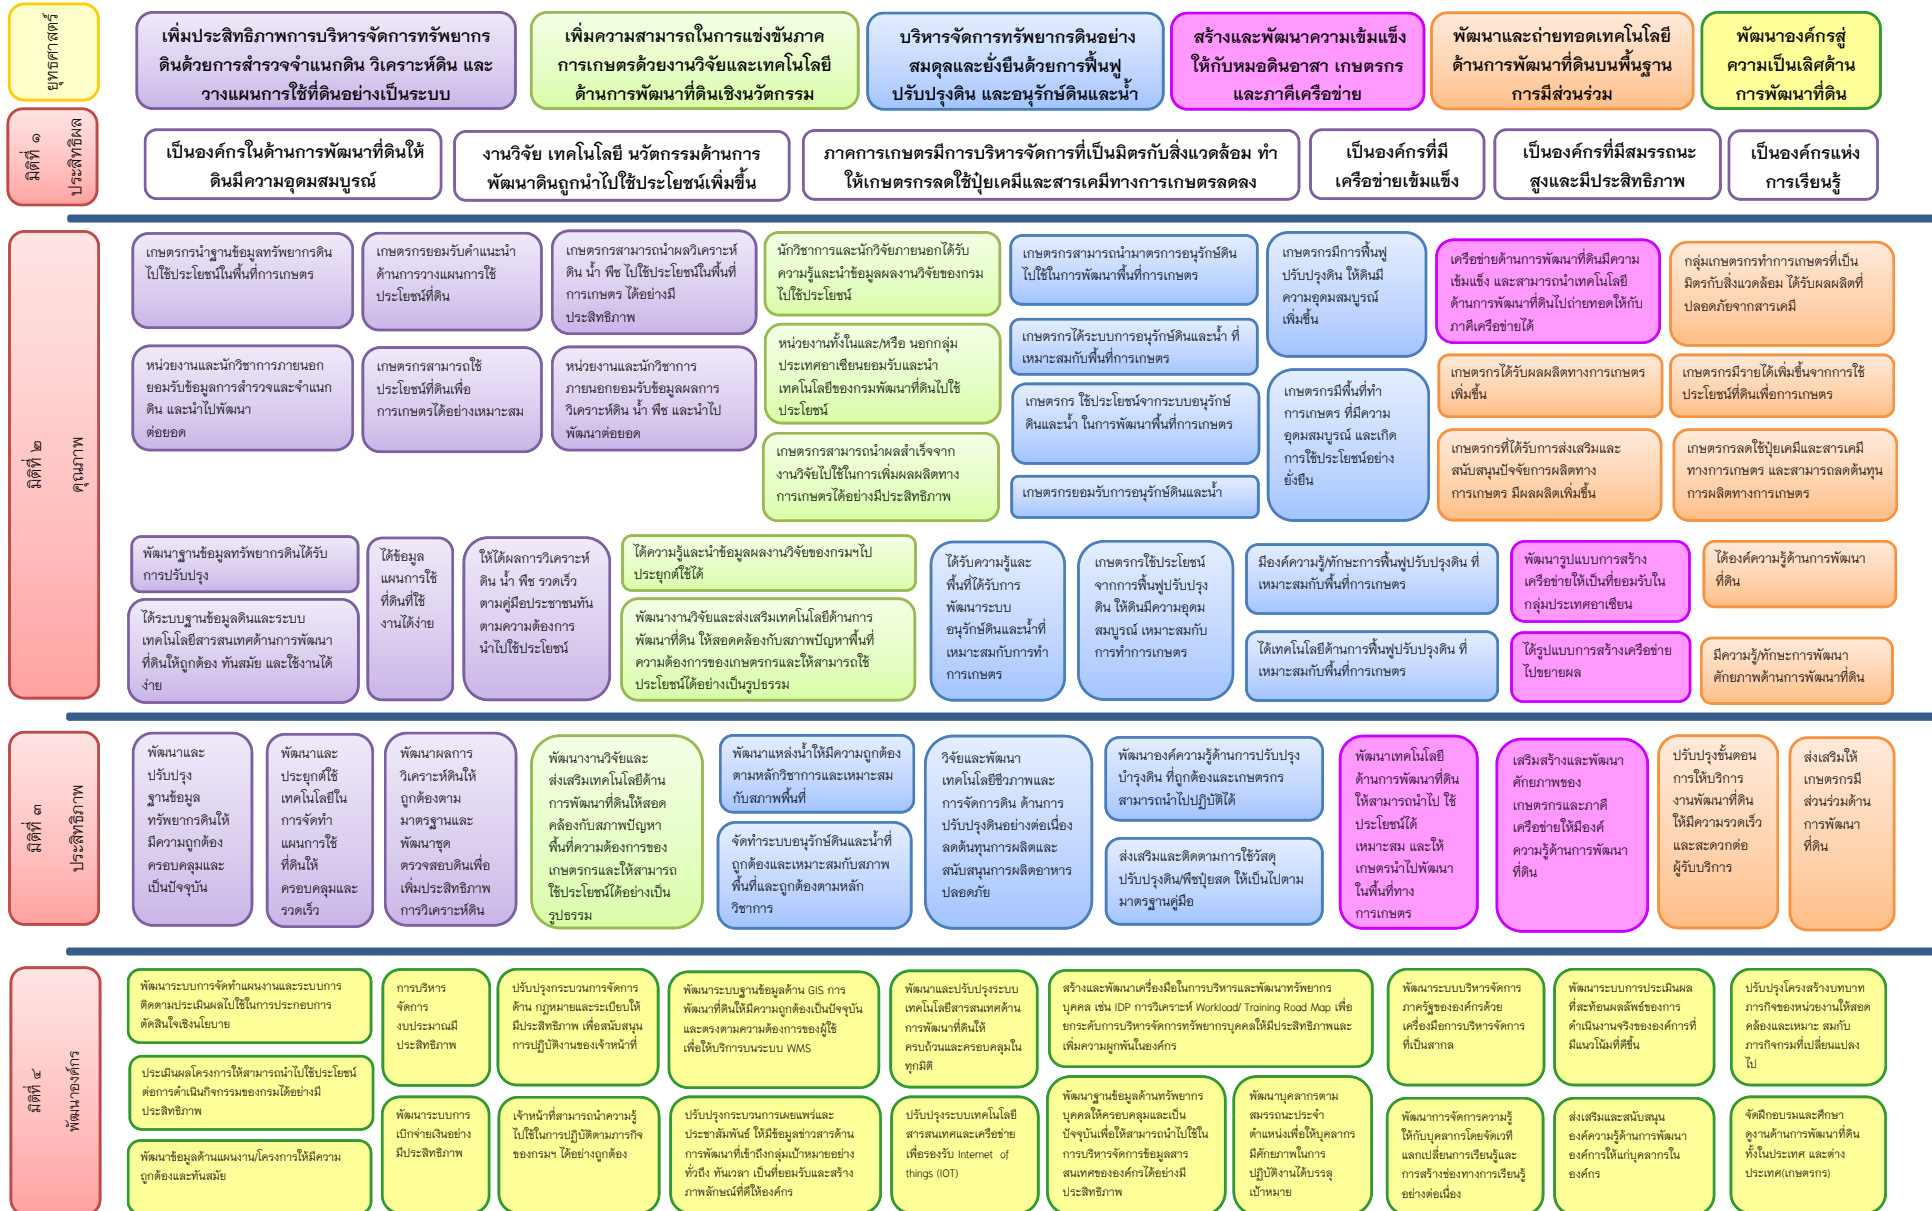 ยุทธศาสตร์
เพิ่มประสิทธิภาพการบริหารจัดการทรัพยากร
ดินด้วยการสำรวจจำแนกดิน วิเคราะห์ดิน และ
วางแผนการใช้ที่ดินอย่างเป็นระบบ
เพิ่มความสามารถในการแข่งขันภาค
การเกษตรด้วยงานวิจัยและเทคโนโลยี
ด้านการพัฒนาที่ดินเชิงนวัตกรรม
บริหารจัดการทรัพยากรดินอย่าง
สมดุลและยั่งยืนด้วยการฟื้นฟู
ปรับปรุงดิน และอนุรักษ์ดินและน้ำ
สร้างและพัฒนาความเข้มแข็ง
ให้กับหมอดินอาสา เกษตรกร
และภาคีเครือข่าย
พัฒนาและถ่ายทอดเทคโนโลยี
ด้านการพัฒนาที่ดินบนพื้นฐาน
การมีส่วนร่วม
พัฒนาองค์กรสู่
ความเป็นเลิศด้าน
การพัฒนาที่ดิน
มิติที่ ๑
ประสิทธิผล
เป็นองค์กรในด้านการพัฒนาที่ดินให้
ดินมีความอุดมสมบูรณ์
งานวิจัย เทคโนโลยี นวัตกรรมด้านการ
พัฒนาดินถูกนำไปใช้ประโยชน์เพิ่มขึ้น
ภาคการเกษตรมีการบริหารจัดการที่เป็นมิตรกับสิ่งแวดล้อม ทำ
ให้เกษตรกรลดใช้ปุ๋ยเคมีและสารเคมีทางการเกษตรลดลง
เป็นองค์กรที่มี
เครือข่ายเข้มแข็ง
เป็นองค์กรที่มีสมรรถนะ
สูงและมีประสิทธิภาพ
เป็นองค์กรแห่ง
การเรียนรู้
มิติที่ ๒
คุณภาพ
เกษตรกรนำฐานข้อมูลทรัพยากรดิน
ไปใช้ประโยชน์ในพื้นที่การเกษตร
เกษตรกรยอมรับคำแนะนำ
ด้านการวางแผนการใช้
ประโยชน์ที่ดิน
เกษตรกรสามารถนำผลวิเคราะห์
ดิน น้ำ พืช ไปใช้ประโยชน์ในพื้นที่
การเกษตร ได้อย่างมี
ประสิทธิภาพ
นักวิชาการและนักวิจัยภายนอกได้รับ
ความรู้และนำข้อมูลผลงานวิจัยของกรม
ไปใช้ประโยชน์
เกษตรกรสามารถนำมาตรการอนุรักษ์ดิน
ไปใช้ในการพัฒนาพื้นที่การเกษตร
เกษตรกรมีการฟื้นฟู
ปรับปรุงดิน ให้ดินมี
ความอุดมสมบูรณ์
เพิ่มขึ้น
เครือข่ายด้านการพัฒนาที่ดินมีความ
เข้มแข็ง และสามารถนำเทคโนโลยี
ด้านการพัฒนาที่ดินไปถ่ายทอดให้กับ
ภาคีเครือข่ายได้
กลุ่มเกษตรกรทำการเกษตรที่เป็น
มิตรกับสิ่งแวดล้อม ได้รับผลผลิตที่
ปลอดภัยจากสารเคมี
หน่วยงานและนักวิชาการภายนอก
ยอมรับข้อมูลการสำรวจและจำแนก
ดิน และนำไปพัฒนา
ต่อยอด
เกษตรกรสามารถใช้
ประโยชน์ที่ดินเพื่อ
การเกษตรได้อย่างเหมาะสม
หน่วยงานและนักวิชาการ
ภายนอกยอมรับข้อมูลผลการ
วิเคราะห์ดิน น้ำ พืช และนำไป
พัฒนาต่อยอด
หน่วยงานทั้งในและ/หรือ นอกกลุ่ม
ประเทศอาเซียนยอมรับและนำ
เทคโนโลยีของกรมพัฒนาที่ดินไปใช้
ประโยชน์
เกษตรกรสามารถนำผลสำเร็จจาก
งานวิจัยไปใช้ในการเพิ่มผลผลิตทาง
การเกษตรได้อย่างมีประสิทธิภาพ
เกษตรกรได้ระบบการอนุรักษ์ดินและน้ำ ที่
เหมาะสมกับพื้นที่การเกษตร
เกษตรกร ใช้ประโยชน์จากระบบอนุรักษ์
ดินและน้ำ ในการพัฒนาพื้นที่การเกษตร
เกษตรกรยอมรับการอนุรักษ์ดินและน้ำ
เกษตรกรมีพื้นที่ทำ
การเกษตร ที่มีความ
อุดมสมบูรณ์ และเกิด
การใช้ประโยชน์อย่าง
ยั่งยืน
เกษตรกรได้รับผลผลิตทางการเกษตร
เพิ่มขึ้น
เกษตรกรมีรายได้เพิ่มขึ้นจากการใช้
ประโยชน์ที่ดินเพื่อการเกษตร
เกษตรกรที่ได้รับการส่งเสริมและ
สนับสนุนปัจจัยการผลิตทาง
การเกษตร มีผลผลิตเพิ่มขึ้น
เกษตรกรลดใช้ปุ๋ยเคมีและสารเคมี
ทางการเกษตร และสามารถลดต้นทุน
การผลิตทางการเกษตร
พัฒนาฐานข้อมูลทรัพยากรดินได้รับ
การปรับปรุง
ได้ระบบฐานข้อมูลดินและระบบ
เทคโนโลยีสารสนเทศด้านการพัฒนา
ที่ดินให้ถูกต้อง ทันสมัย และใช้งานได้
ง่าย
ได้ข้อมูล
แผนการใช้
ที่ดินที่ใช้
งานได้ง่าย
ให้ได้ผลการวิเคราะห์
ดิน น้ำ พืช รวดเร็ว
ตามคู่มือประชาชนทัน
ตามความต้องการ
นำไปใช้ประโยชน์
ได้ความรู้และนำข้อมูลผลงานวิจัยของกรมฯไป
ประยุกต์ใช้ได้
พัฒนางานวิจัยและส่งเสริมเทคโนโลยีด้านการ
พัฒนาที่ดิน ให้สอดคล้องกับสภาพปัญหาพื้นที่
ความต้องการของเกษตรกรและให้สามารถใช้
ประโยชน์ได้อย่างเป็นรูปธรรม
ได้รับความรู้และ
พื้นที่ได้รับการ
พัฒนาระบบ
อนุรักษ์ดินและน้ำที่
เหมาะสมกับการทำ
การเกษตร
เกษตรกรใช้ประโยชน์
จากการฟื้นฟูปรับปรุง
ดิน ให้ดินมีความอุดม
สมบูรณ์ เหมาะสมกับ
การทำการเกษตร
มีองค์ความรู้/ทักษะการฟื้นฟูปรับปรุงดิน ที่
เหมาะสมกับพื้นที่การเกษตร
ได้เทคโนโลยีด้านการฟื้นฟูปรับปรุงดิน ที่
เหมาะสมกับพื้นที่การเกษตร
พัฒนารูปแบบการสร้าง
เครือข่ายให้เป็นที่ยอมรับใน
กลุ่มประเทศอาเซียน
ได้รูปแบบการสร้างเครือข่าย
ไปขยายผล
ได้องค์ความรู้ด้านการพัฒนา
ที่ดิน
มีความรู้/ทักษะการพัฒนา
ศักยภาพด้านการพัฒนาที่ดิน
มิติที่ ๓
ประสิทธิภาพ
พัฒนาและ
ปรับปรุง
ฐานข้อมูล
ทรัพยากรดินให้
มีความถูกต้อง
ครอบคลุมและ
เป็นปัจจุบัน
พัฒนาและ
ประยุกต์ใช้
เทคโนโลยีใน
การจัดทำ
แผนการใช้
ที่ดินให้
ครอบคลุมและ
รวดเร็ว
พัฒนาผลการ
วิเคราะห์ดินให้
ถูกต้องตาม
มาตรฐานและ
พัฒนาชุด
ตรวจสอบดินเพื่อ
เพิ่มประสิทธิภาพ
การวิเคราะห์ดิน
พัฒนางานวิจัยและ
ส่งเสริมเทคโนโลยีด้าน
การพัฒนาที่ดินให้สอด
คล้องกับสภาพปัญหา
พื้นที่ความต้องการของ
เกษตรกรและให้สามารถ
ใช้ประโยชน์ได้อย่างเป็น
รูปธรรม
พัฒนาแหล่งน้ำให้มีความถูกต้อง
ตามหลักวิชาการและเหมาะสม
กับสภาพพื้นที่
จัดทำระบบอนุรักษ์ดินและน้ำที่
ถูกต้องและเหมาะสมกับสภาพ
พื้นที่และถูกต้องตามหลัก
วิชาการ
วิจัยและพัฒนา
เทคโนโลยีชีวภาพและ
การจัดการดิน ด้านการ
ปรับปรุงดินอย่างต่อเนื่อง
ลดต้นทุนการผลิตและ
สนับสนุนการผลิตอาหาร
ปลอดภัย
พัฒนาองค์ความรู้ด้านการปรับปรุง
บำรุงดิน ที่ถูกต้องและเกษตรกร
สามารถนำไปปฏิบัติได้
ส่งเสริมและติดตามการใช้วัสดุ
ปรับปรุงดิน/พืชปุ๋ยสด ให้เป็นไปตาม
มาตรฐานคู่มือ
พัฒนาเทคโนโลยี
ด้านการพัฒนาที่ดิน
ให้สามารถนำไป ใช้
ประโยชน์ได้
เหมาะสม และให้
เกษตรนำไปพัฒนา
ในพื้นที่ทาง
การเกษตร
เสริมสร้างและพัฒนา
ศักยภาพของ
เกษตรกรและภาคี
เครือข่ายให้มีองค์
ความรู้ด้านการพัฒนา
ที่ดิน
ปรับปรุงขั้นตอน
การให้บริการ
งานพัฒนาที่ดิน
ให้มีความรวดเร็ว
และสะดวกต่อ
ผู้รับบริการ
ส่งเสริมให้
เกษตรกรมี
ส่วนร่วมด้าน
การพัฒนา
ที่ดิน
มิติที่ ๔
พัฒนาองค์กร
พัฒนาระบบการจัดทำแผนงานและระบบการ
ติดตามประเมินผลไปใช้ในการประกอบการ
ตัดสินใจเชิงนโยบาย
ประเมินผลโครงการให้สามารถนำไปใช้ประโยชน์
ต่อการดำเนินกิจกรรมของกรมได้อย่างมี
ประสิทธิภาพ
พัฒนาข้อมูลด้านแผนงาน/โครงการให้มีความ
ถูกต้องและทันสมัย
การบริหาร
จัดการ
งบประมาณมี
ประสิทธิภาพ
พัฒนาระบบการ
เบิกจ่ายเงินอย่าง
มีประสิทธิภาพ
ปรับปรุงกระบวนการจัดการ
ด้าน กฎหมายและระเบียบให้
มีประสิทธิภาพ เพื่อสนับสนุน
การปฏิบัติงานของเจ้าหน้าที่
เจ้าหน้าที่สามารถนำความรู้
ไปใช้ในการปฏิบัติตามภารกิจ
ของกรมฯ ได้อย่างถูกต้อง
พัฒนาระบบฐานข้อมูลด้าน GIS การ
พัฒนาที่ดินให้มีความถูกต้องเป็นปัจจุบัน
และตรงตามความต้องการของผู้ใช้
เพื่อให้บริการบนระบบ WMS
ปรับปรุงกระบวนการเผยแพร่และ
ประชาสัมพันธ์ ให้มีข้อมูลข่าวสารด้าน
การพัฒนาที่เข้าถึงกลุ่มเป้าหมายอย่าง
ทั่วถึง ทันเวลา เป็นที่ยอมรับและสร้าง
ภาพลักษณ์ที่ดีให้องค์กร
พัฒนาและปรับปรุงระบบ
เทคโนโลยีสารสนเทศด้าน
การพัฒนาที่ดินให้
ครบถ้วนและครอบคลุมใน
ทุกมิติ
ปรับปรุงระบบเทคโนโลยี
สารสนเทศและเครือข่าย
เพื่อรองรับ Internet of
things (IOT)
สร้างและพัฒนาเครื่องมือในการบริหารและพัฒนาทรัพยากร
บุคคล เช่น IDP การวิเคราะห์ Workload/ Training Road Map เพื่อ
ยกระดับการบริหารจัดการทรัพยากรบุคคลให้มีประสิทธิภาพและ
เพิ่มความผูกพันในองค์กร
พัฒนาฐานข้อมูลด้านทรัพยากร
บุคคลให้ครอบคลุมและเป็น
ปัจจุบันเพื่อให้สามารถนำไปใช้ใน
การบริหารจัดการข้อมูลสาร
สนเทศขององค์กรได้อย่างมี
ประสิทธิภาพ
พัฒนาบุคลากรตาม
สมรรถนะประจำ
ตำแหน่งเพื่อให้บุคลากร
มีศักยภาพในการ
ปฏิบัติงานได้บรรลุ
เป้าหมาย
พัฒนาระบบบริหารจัดการ
ภาครัฐขององค์กรด้วย
เครื่องมือการบริหารจัดการ
ที่เป็นสากล
พัฒนาการจัดการความรู้
ให้กับบุคลากรโดยจัดเวที
แลกเปลี่ยนการเรียนรู้และ
การสร้างช่องทางการเรียนรู้
อย่างต่อเนื่อง
พัฒนาระบบการประเมินผล
ที่สะท้อนผลลัพธ์ของการ
ดำเนินงานจริงขององค์กรที่
มีแนวโน้มที่ดีขึ้น
ส่งเสริมและสนับสนุน
องค์ความรู้ด้านการพัฒนา
องค์การให้แก่บุคลากรใน
องค์กร
ปรับปรุงโครงสร้างบทบาท
ภารกิจของหน่วยงานให้สอด
คล้องและเหมาะ สมกับ
ภารกิจกรมที่เปลี่ยนแปลง
ไป
จัดฝึกอบรมและศึกษา
ดูงานด้านการพัฒนาที่ดิน
ทั้งในประเทศ และต่าง
ประเทศ(เกษตรกร)